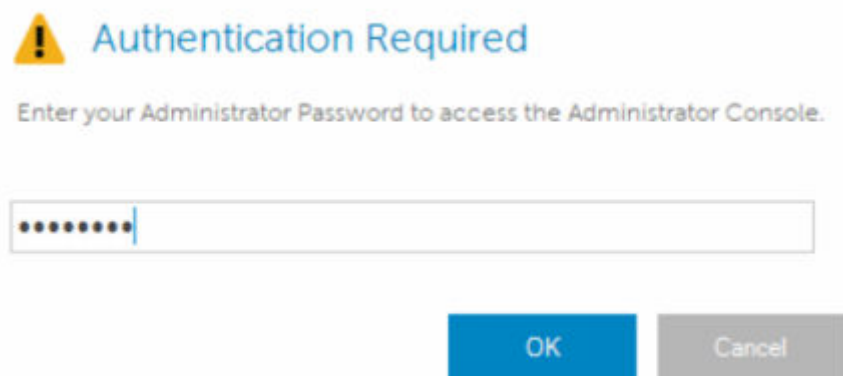 Authentication Required
Enter your Administrator Password to access the Administrator Console.
••••••••
OK
Cancel